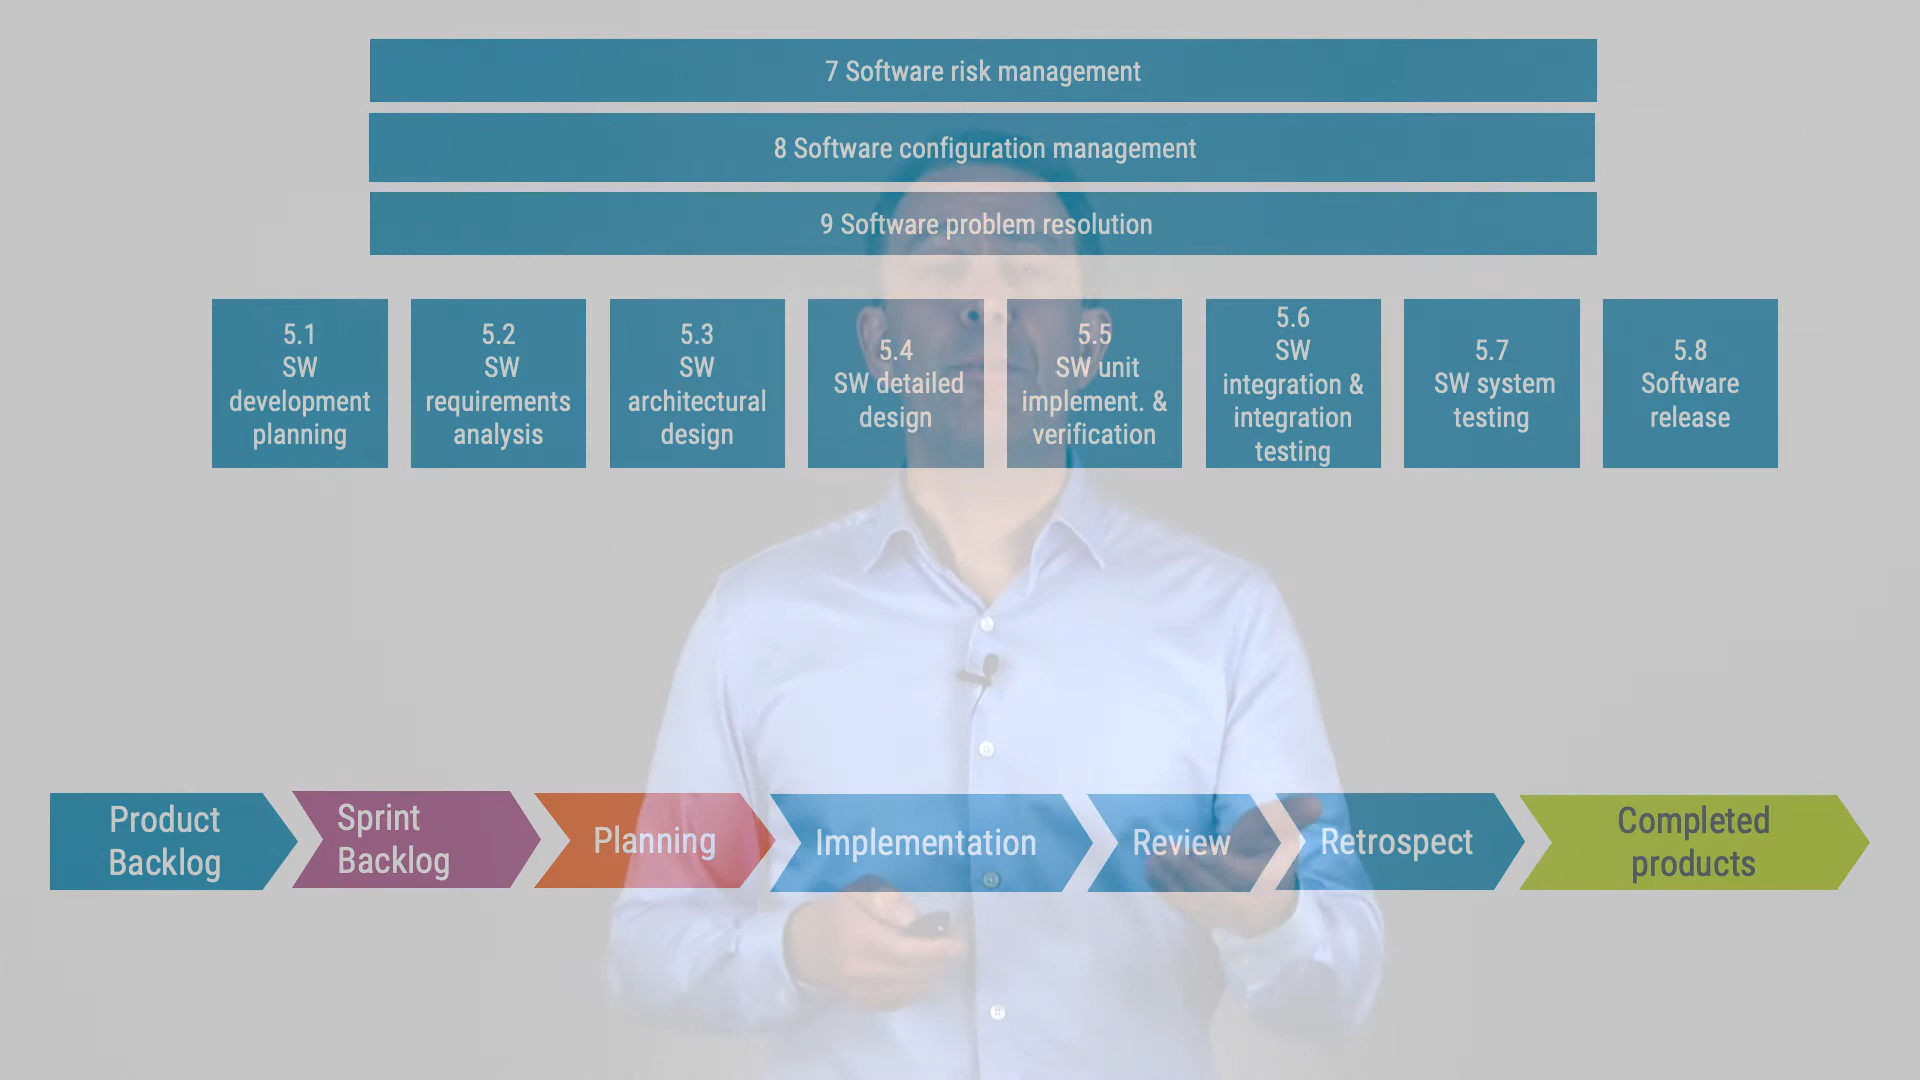 7 Software risk management
8 Software configuration management
9 Software problem resolution
5.1
SW
development
planning
5.2
SW
requirements
analysis
5.3
SW
architectural
design
5.4
SW detailed
design
5.5
SW unit
implement. &
verification
5.6
SW
integration &
integration
testing
5.7
SW system
testing
5.8
Software
release
Product
Backlog
Sprint
Backlog
Planning
Implementation
Review
Retrospect
Completed
products